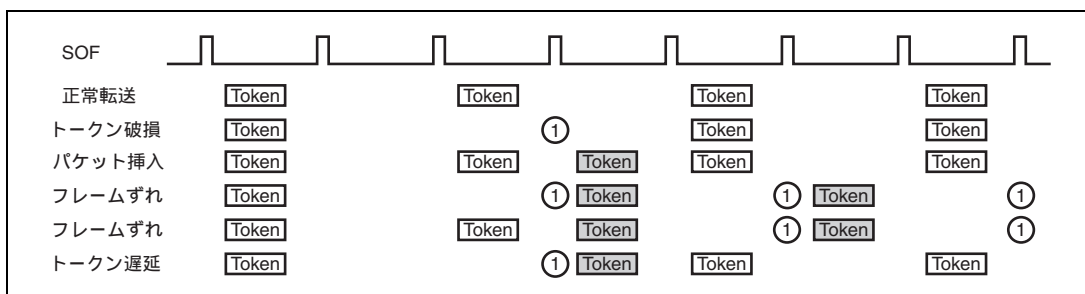 SOF
正常転送 Token Token Token Token
トークン破損 Token ① Token Token
パケット挿入 Token Token Token Token Token
フレームずれ Token ① Token ① Token ①
フレームずれ Token Token Token ① Token ①
トークン遅延 Token ① Token Token Token